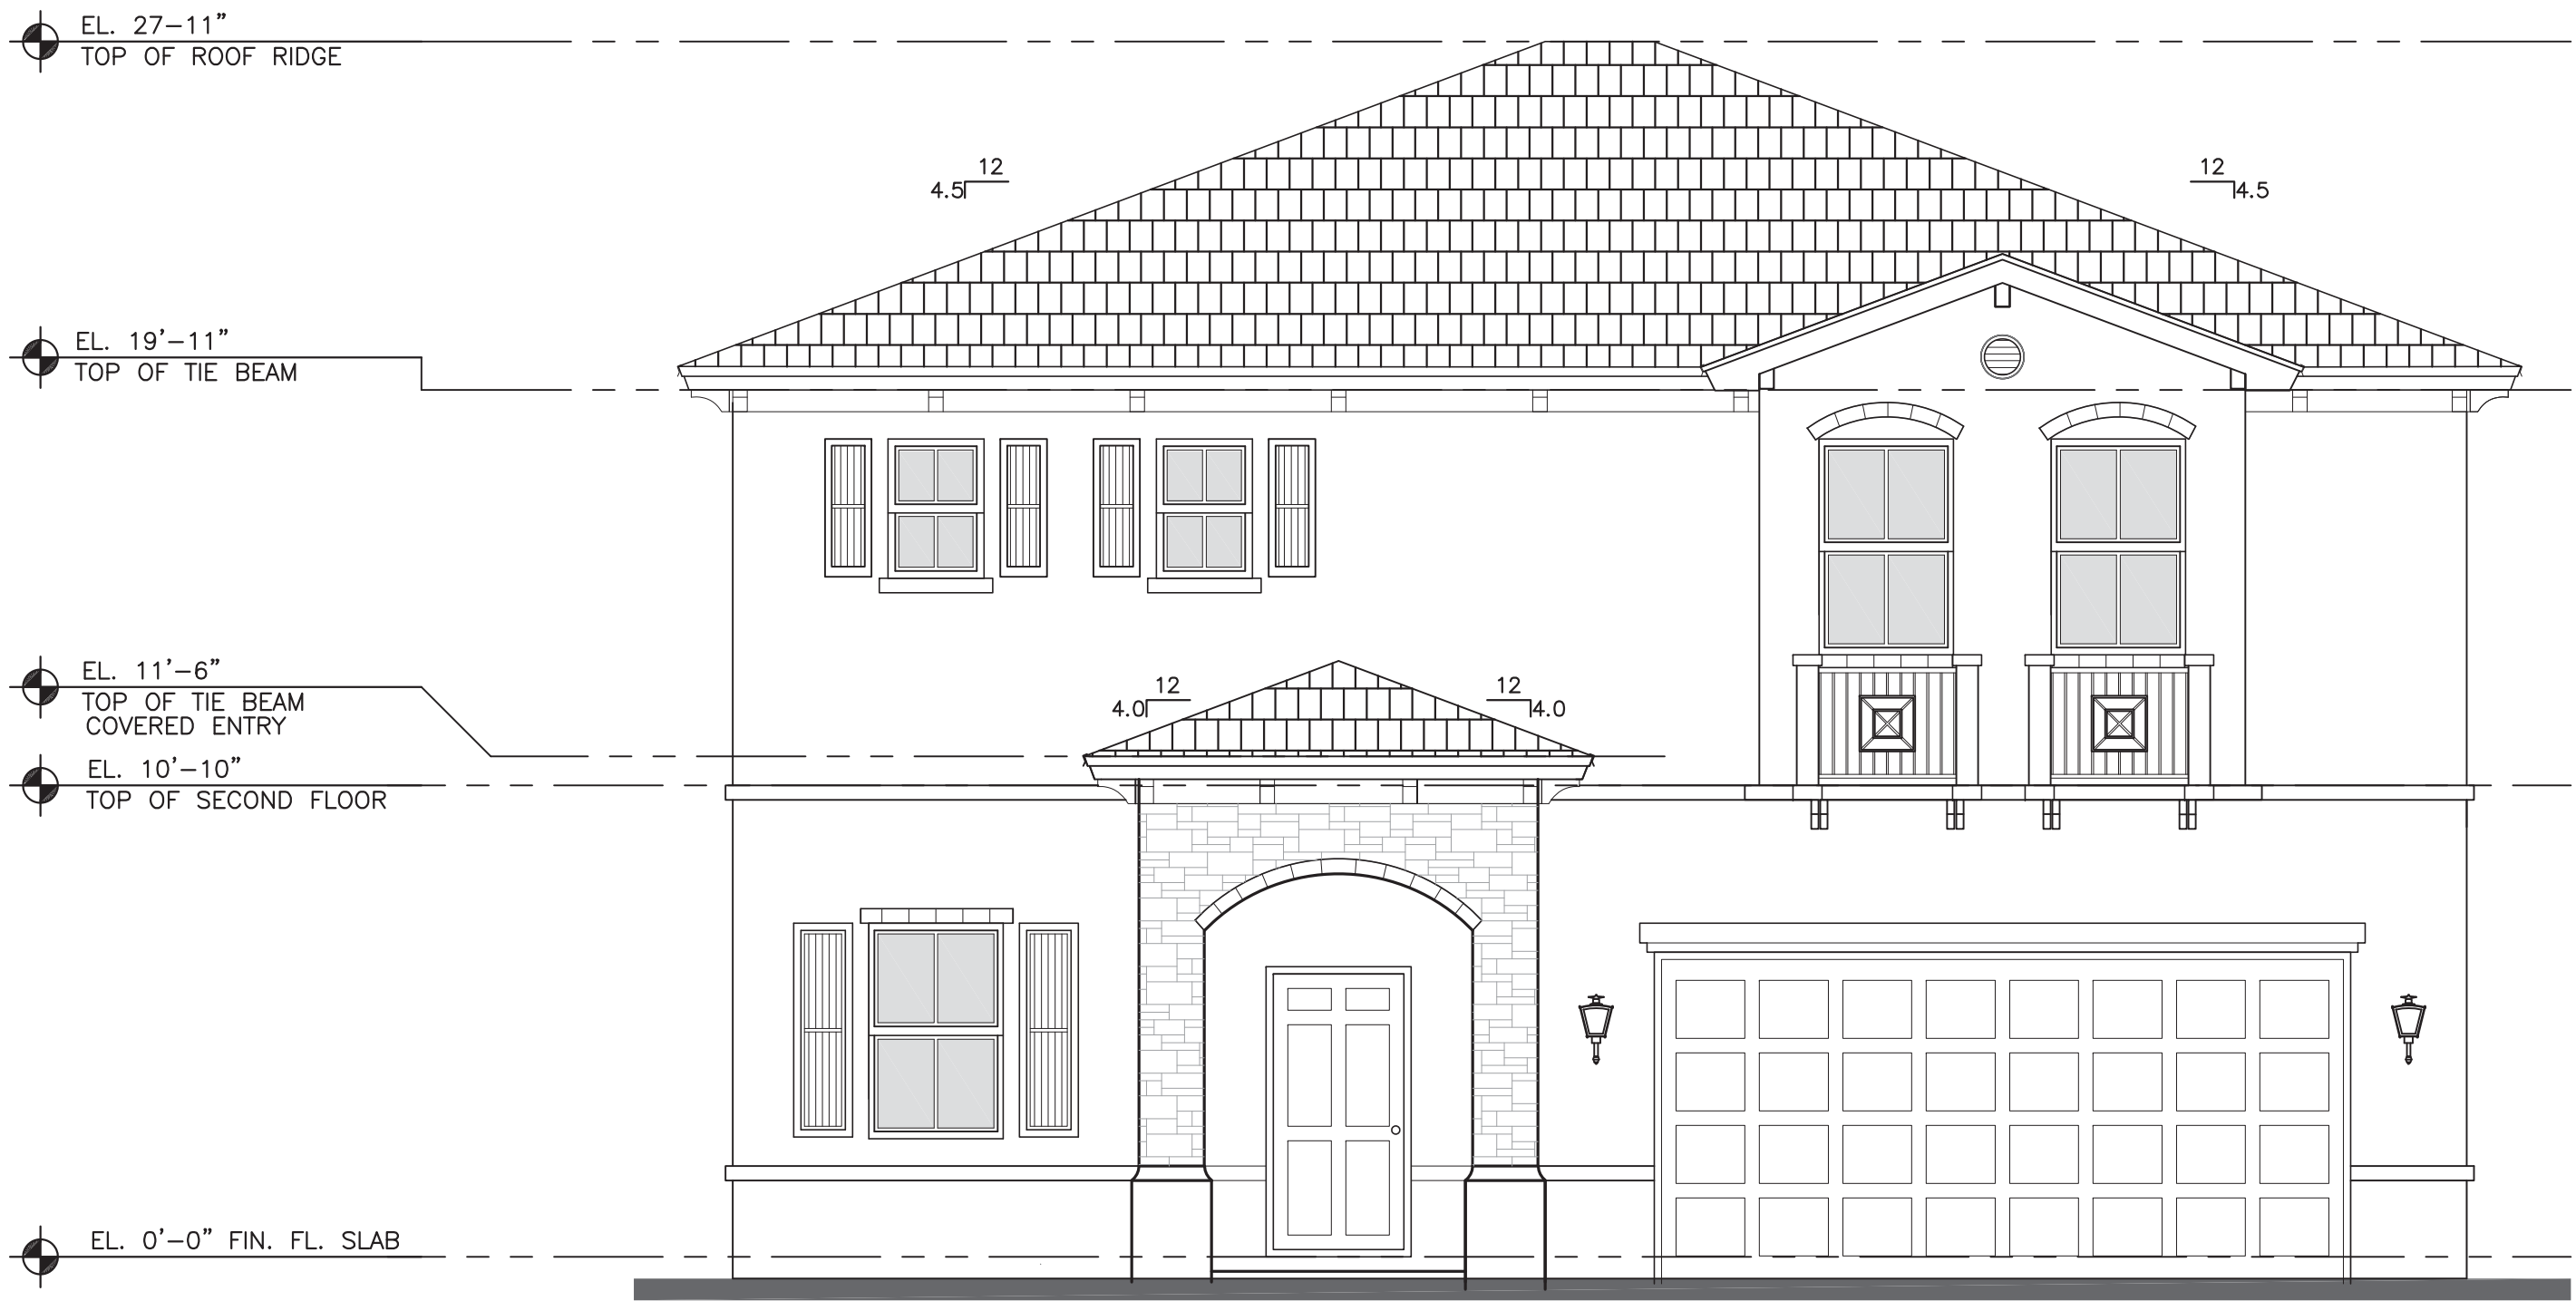 EL. 27–11"
TOP OF ROOF RIDGE
12
4.5
12
4.5
EL. 19'–11"
TOP OF TIE BEAM
EL. 11'–6"
TOP OF TIE BEAM
COVERED ENTRY
12
4.0
12
4.0
EL. 10'–10"
TOP OF SECOND FLOOR
EL. 0'–0" FIN. FL. SLAB